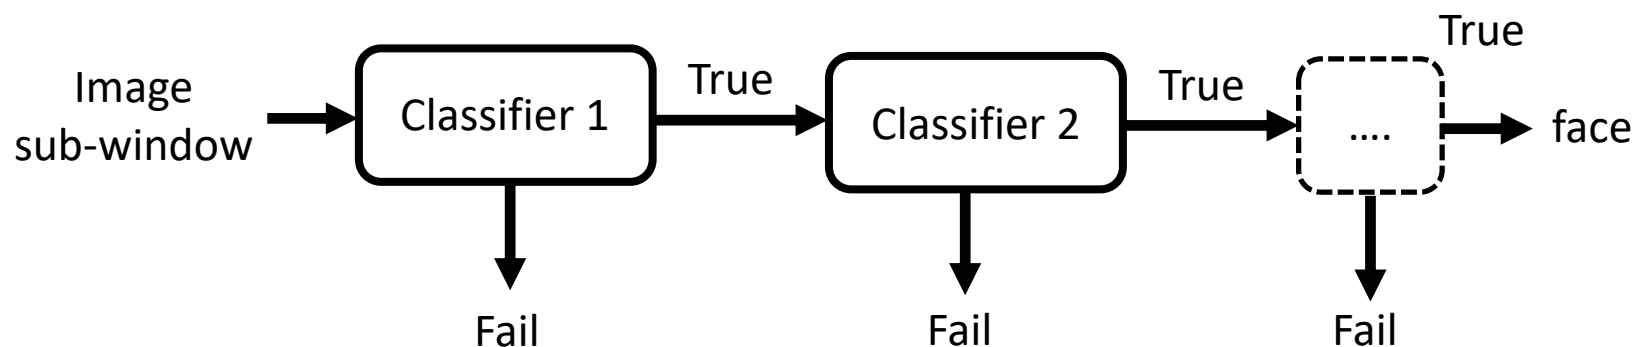 Image
sub-window
Classifier 1
True
Classifier 2
True
....
True
face
Fail
Fail
Fail